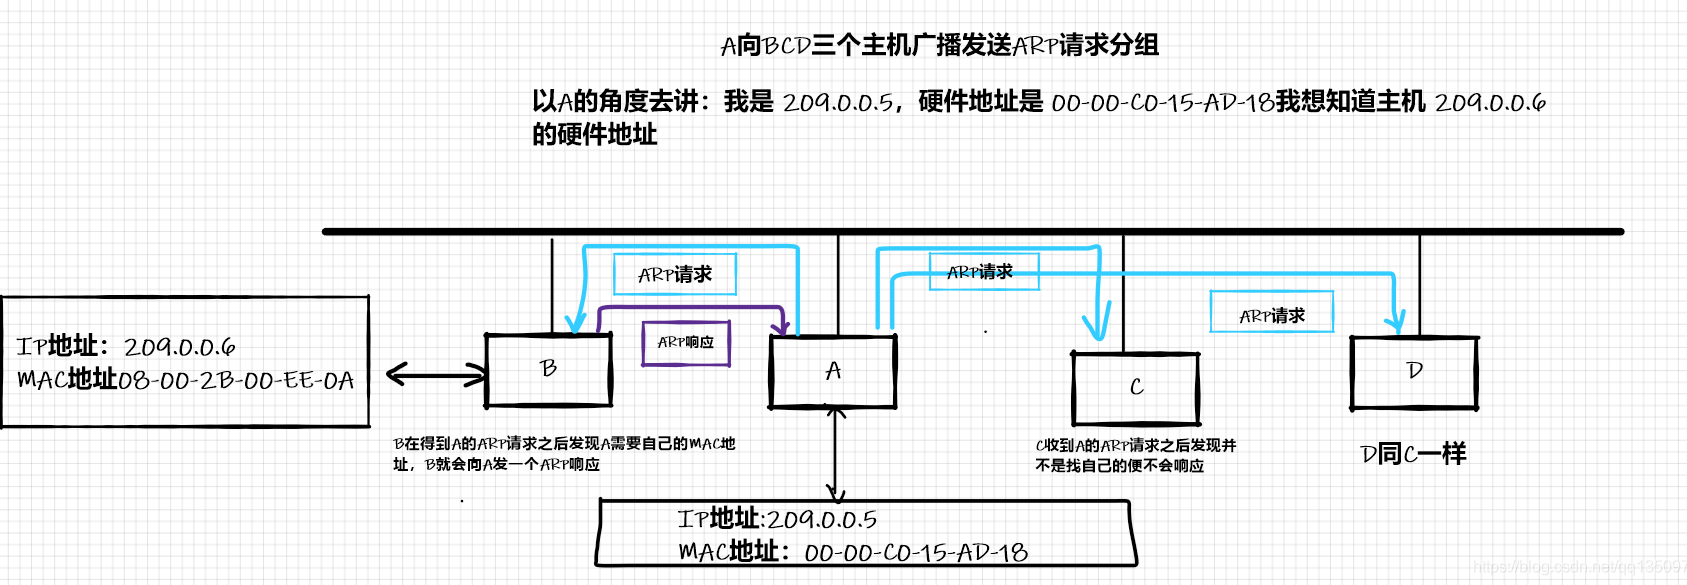 A向BCD三个主机广播发送ARP请求分组
以A的角度去讲：我是 209.0.0.5，硬件地址是 00-00-C0-15-AD-18我想知道主机 209.0.0.6
的硬件地址
ARP请求
ARP请求
ARP请求
ARP响应
IP地址：209.0.0.6
MAC地址08-00-2B-00-EE-0A
B
A
C
D
B在得到A的ARP请求之后发现A需要自己的MAC地
址，B就会向A发一个ARP响应
C收到A的ARP请求之后发现并
不是找自己的便不会响应
D同C一样
IP地址:209.0.0.5
MAC地址：00-00-C0-15-AD-18
https://blog.csdn.net/qq135097